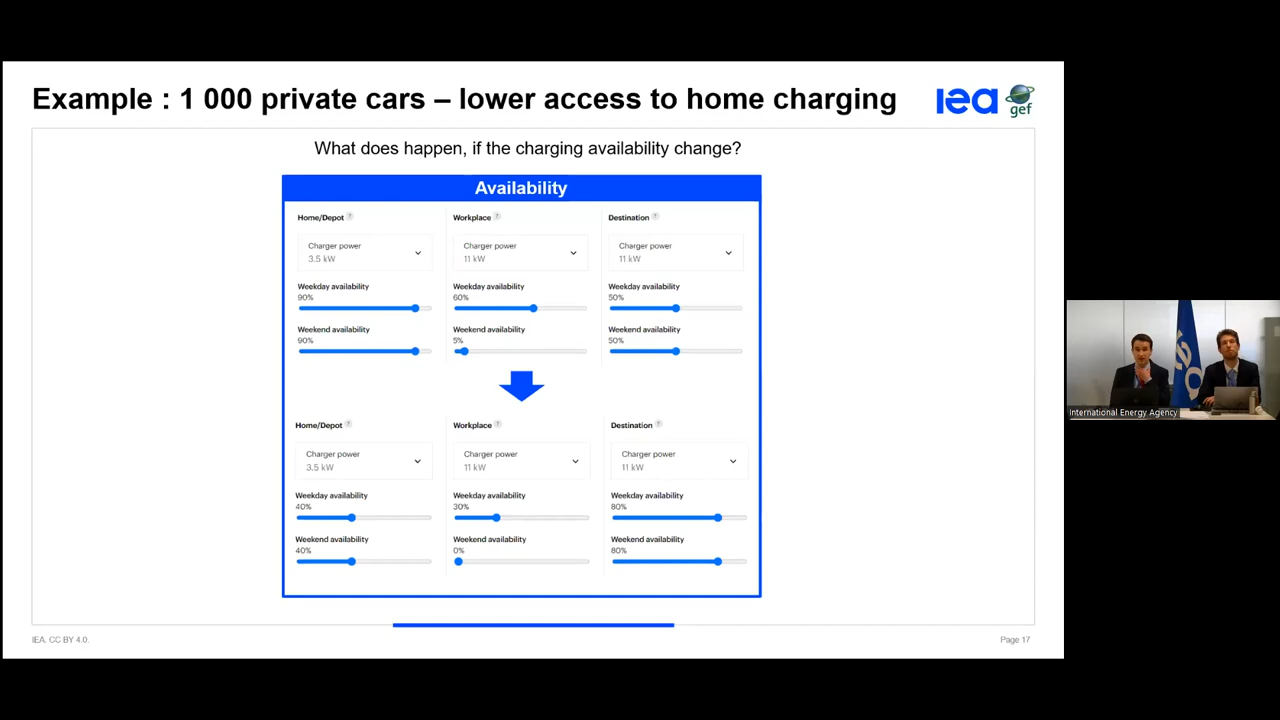 Example : 1 000 private cars – lower access to home charging
iea
gef
What does happen, if the charging availability change?
Availability
Home/Depot ?
Workplace ?
Destination ?
Charger power
3.5 kW
Charger power
11 kW
Charger power
11 kW
Weekday availability
90%
Weekday availability
60%
Weekday availability
50%
Weekend availability
90%
Weekend availability
5%
Weekend availability
50%
Home/Depot ?
Workplace ?
Destination ?
Charger power
3.5 kW
Charger power
11 kW
Charger power
11 kW
Weekday availability
40%
Weekday availability
30%
Weekday availability
80%
Weekend availability
40%
Weekend availability
0%
Weekend availability
80%
IEA. CC BY 4.0.
Page 17
International Energy Agency